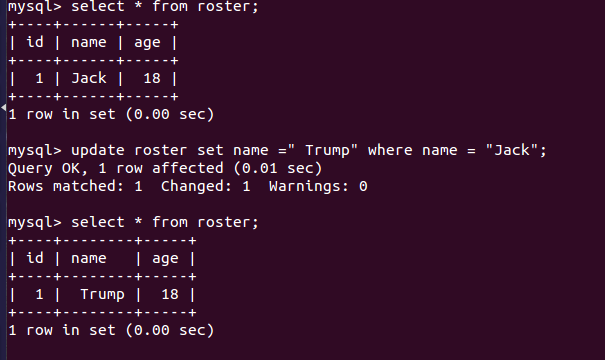 mysql> select * from roster;
+----+------+-----+
| id | name | age |
+----+------+-----+
|  1 | Jack |  18 |
+----+------+-----+
1 row in set (0.00 sec)
mysql> update roster set name =" Trump" where name = "Jack";
Query OK, 1 row affected (0.01 sec)
Rows matched: 1  Changed: 1  Warnings: 0
mysql> select * from roster;
+----+--------+-----+
| id | name   | age |
+----+--------+-----+
|  1 |  Trump |  18 |
+----+--------+-----+
1 row in set (0.00 sec)